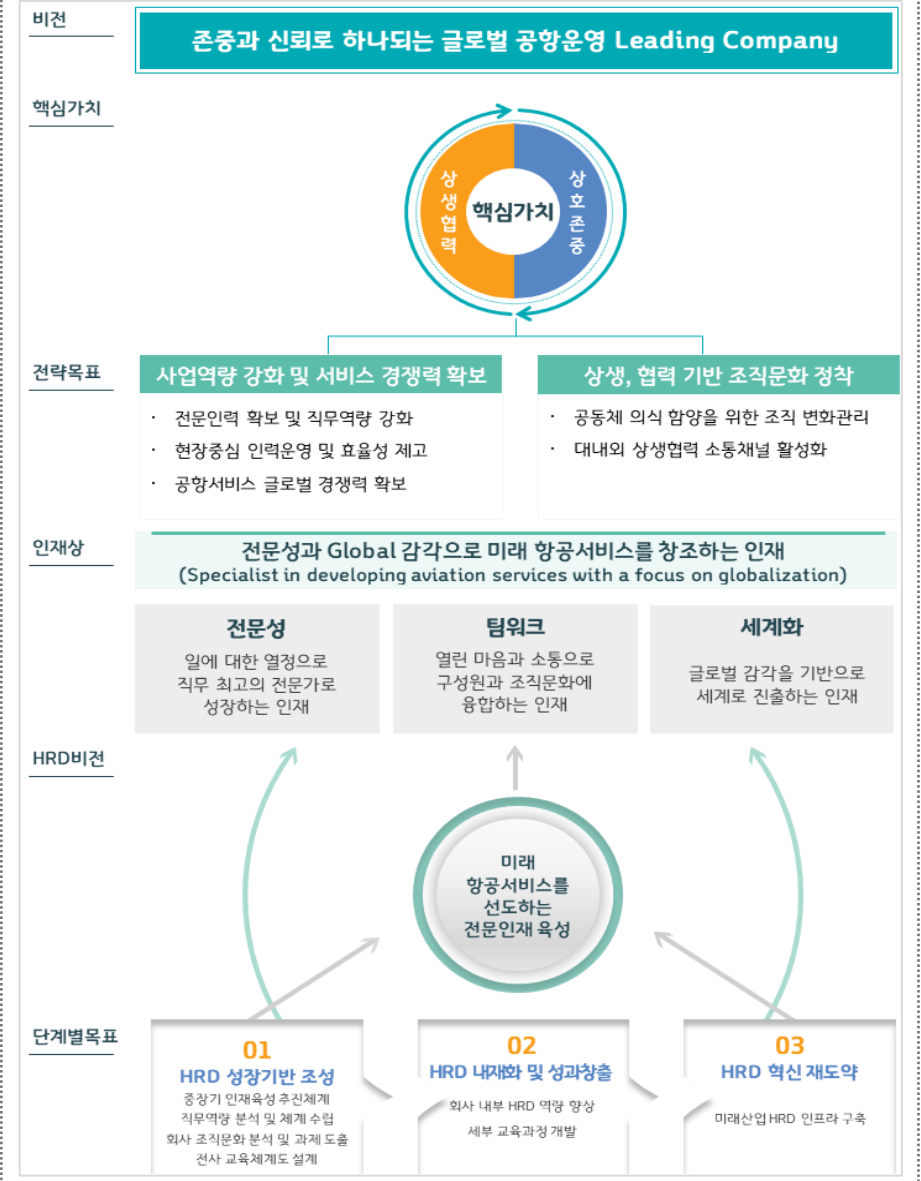 비전
존중과 신뢰로 하나되는 글로벌 공항운영 Leading Company
핵심가치
상생협력
핵심가치
상호존중
전략목표
사업역량 강화 및 서비스 경쟁력 확보
· 전문인력 확보 및 직무역량 강화
· 현장중심 인력운영 및 효율성 제고
· 공항서비스 글로벌 경쟁력 확보
상생, 협력 기반 조직문화 정착
· 공동체 의식 함양을 위한 조직 변화관리
· 대내외 상생협력 소통채널 활성화
인재상
전문성과 Global 감각으로 미래 항공서비스를 창조하는 인재
(Specialist in developing aviation services with a focus on globalization)
전문성
일에 대한 열정으로
직무 최고의 전문가로
성장하는 인재
팀워크
열린 마음과 소통으로
구성원과 조직문화에
융합하는 인재
세계화
글로벌 감각을 기반으로
세계로 진출하는 인재
HRD비전
미래
항공서비스를
선도하는
전문인재 육성
단계별목표
01
HRD 성장기반 조성
중장기 인재육성 추진체계
직무역량 분석 및 체계 수립
회사 조직문화 분석 및 과제 도출
전사 교육체계도 설계
02
HRD 내재화 및 성과창출
회사 내부 HRD 역량 향상
세부 교육과정 개발
03
HRD 혁신 재도약
미래산업 HRD 인프라 구축